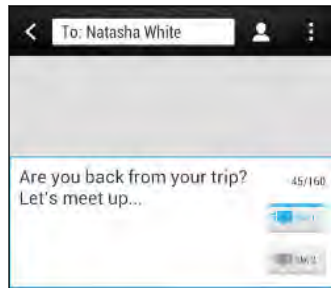 To: Natasha White
Are you back from your trip?
45/160
Let's meet up...